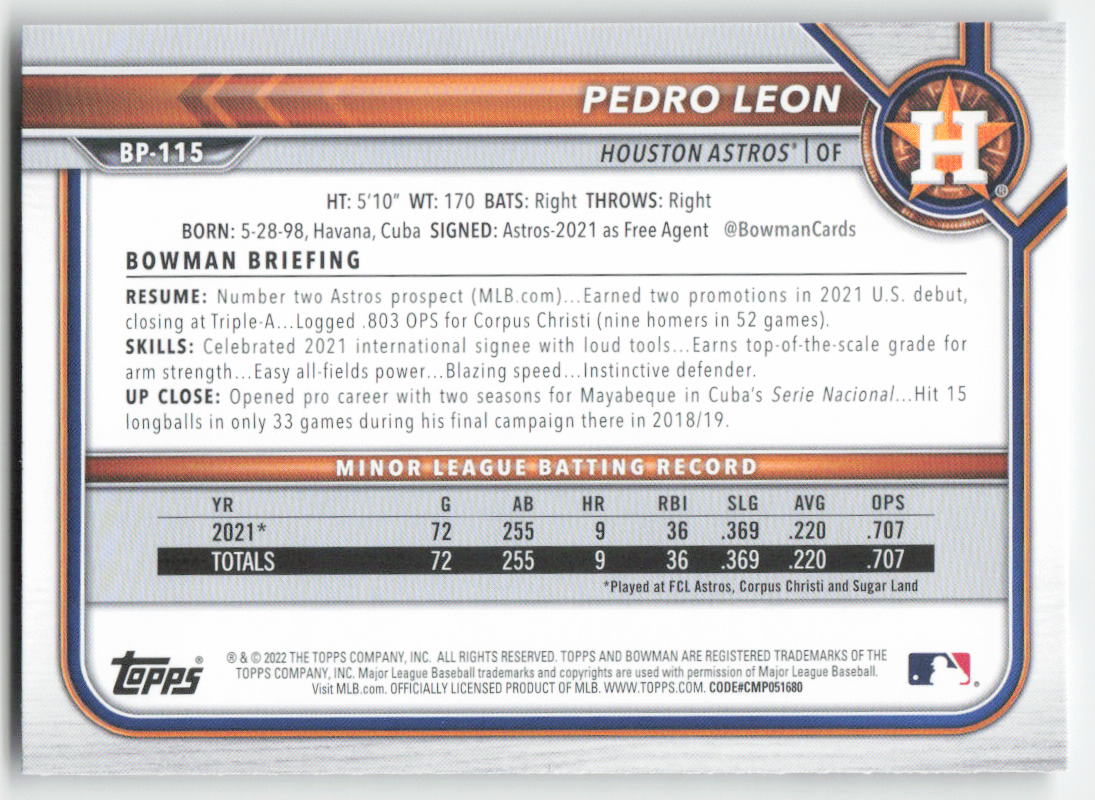 PEDRO LEON
BP-115
HOUSTON ASTROS® | OF
H
®
HT: 5'10" WT: 170 BATS: Right THROWS: Right
BORN: 5-28-98, Havana, Cuba SIGNED: Astros-2021 as Free Agent @BowmanCards
BOWMAN BRIEFING
RESUME: Number two Astros prospect (MLB.com)...Earned two promotions in 2021 U.S. debut,
closing at Triple-A...Logged .803 OPS for Corpus Christi (nine homers in 52 games).
SKILLS: Celebrated 2021 international signee with loud tools...Earns top-of-the-scale grade for
arm strength...Easy all-fields power...Blazing speed...Instinctive defender.
UP CLOSE: Opened pro career with two seasons for Mayabeque in Cuba's Serie Nacional...Hit 15
longballs in only 33 games during his final campaign there in 2018/19.
MINOR LEAGUE BATTING RECORD
YR G AB HR RBI SLG AVG OPS
2021* 72 255 9 36 .369 .220 .707
TOTALS 72 255 9 36 .369 .220 .707
*Played at FCL Astros, Corpus Christi and Sugar Land
TOPPS®
® & © 2022 THE TOPPS COMPANY, INC. ALL RIGHTS RESERVED. TOPPS AND BOWMAN ARE REGISTERED TRADEMARKS OF THE
TOPPS COMPANY, INC. Major League Baseball trademarks and copyrights are used with permission of Major League Baseball.
Visit MLB.com. OFFICIALLY LICENSED PRODUCT OF MLB. WWW.TOPPS.COM. CODE#CMP051680
®